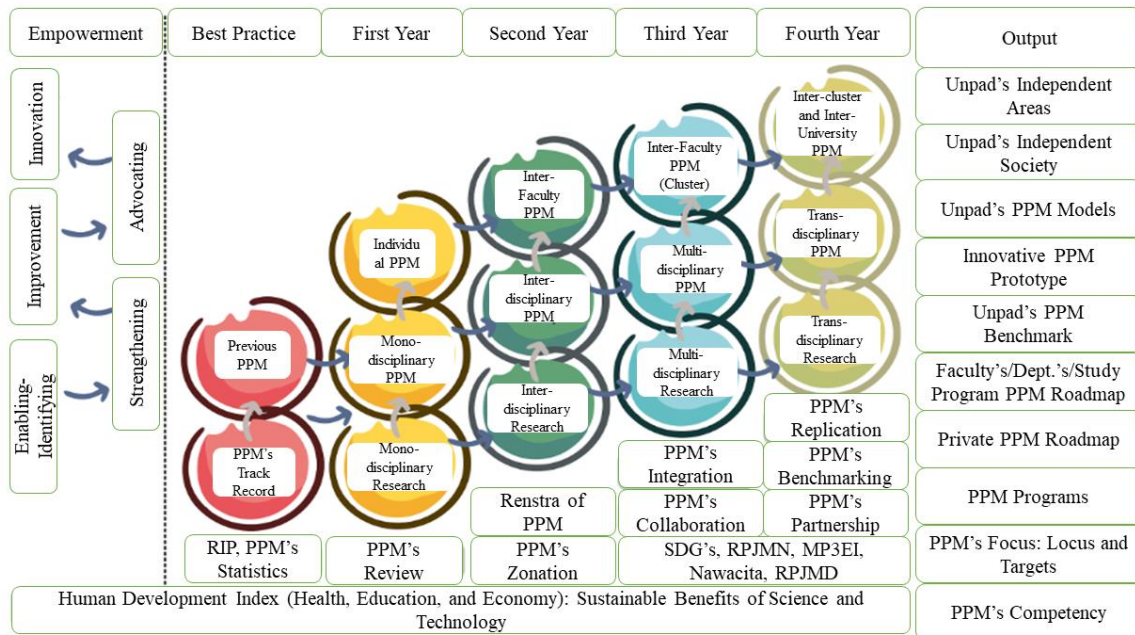 Empowerment
Best Practice
First Year
Second Year
Third Year
Fourth Year
Output
Innovation
Improvement
Enabling-
Identifying
Advocating
Strengthening
Previous
PPM
PPM's
Track
Record
RIP, PPM's
Statistics
Individu
al PPM
Mono-
disciplinary
PPM
Mono-
disciplinary
Research
PPM's
Review
Inter-
Faculty
PPM
Inter-
disciplinary
PPM
Inter-
disciplinary
Research
Renstra of
PPM
PPM's
Zonation
Inter-Faculty
PPM
(Cluster)
Multi-
disciplinary
PPM
Multi-
disciplinary
Research
PPM's
Integration
PPM's
Collaboration
Inter-cluster
and Inter-
University
PPM
Trans-
disciplinary
PPM
Trans-
disciplinary
Research
PPM's
Replication
PPM's
Benchmarking
PPM's
Partnership
SDG's, RPJMN, MP3EI,
Nawacita, RPJMD
Human Development Index (Health, Education, and Economy): Sustainable Benefits of Science and
Technology
Unpad's Independent
Areas
Unpad's Independent
Society
Unpad's PPM Models
Innovative PPM
Prototype
Unpad's PPM
Benchmark
Faculty's/Dept.'s/Study
Program PPM Roadmap
Private PPM Roadmap
PPM Programs
PPM's Focus: Locus and
Targets
PPM's Competency